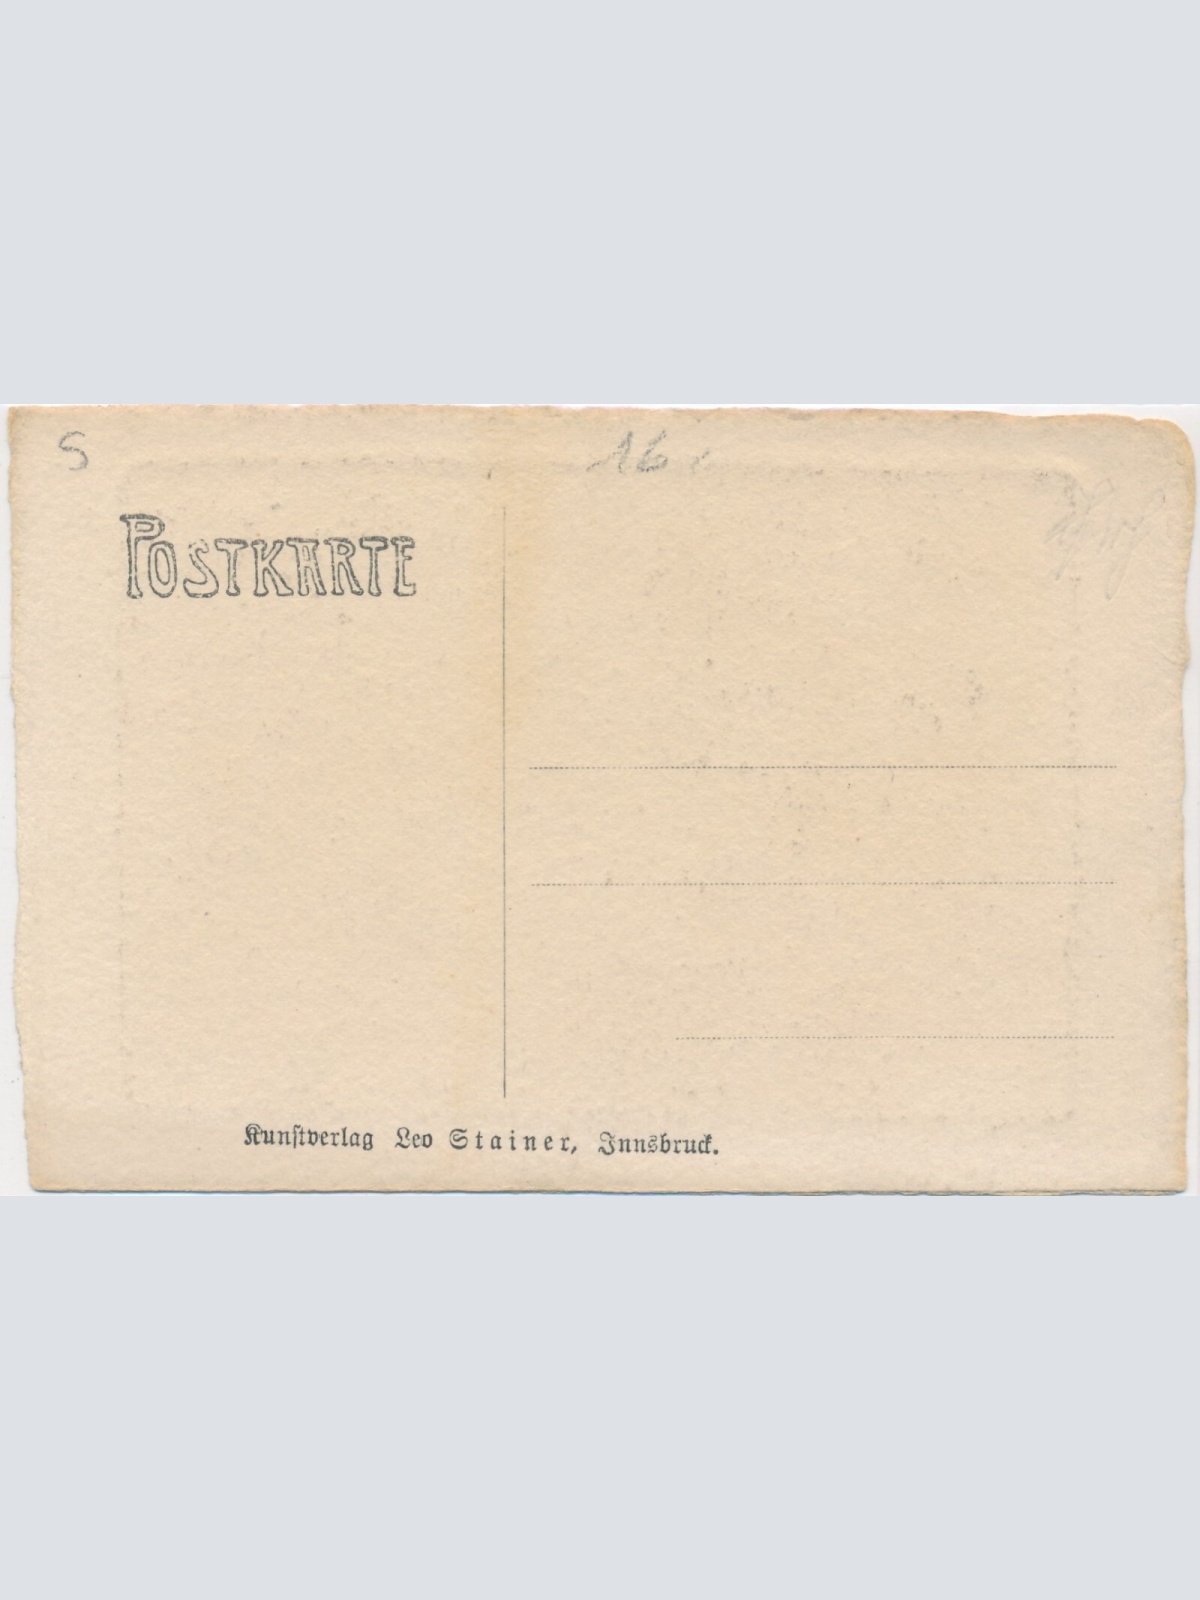 S
16
POSTKARTE
Kunstverlag Leo Stainer, Innsbruck.